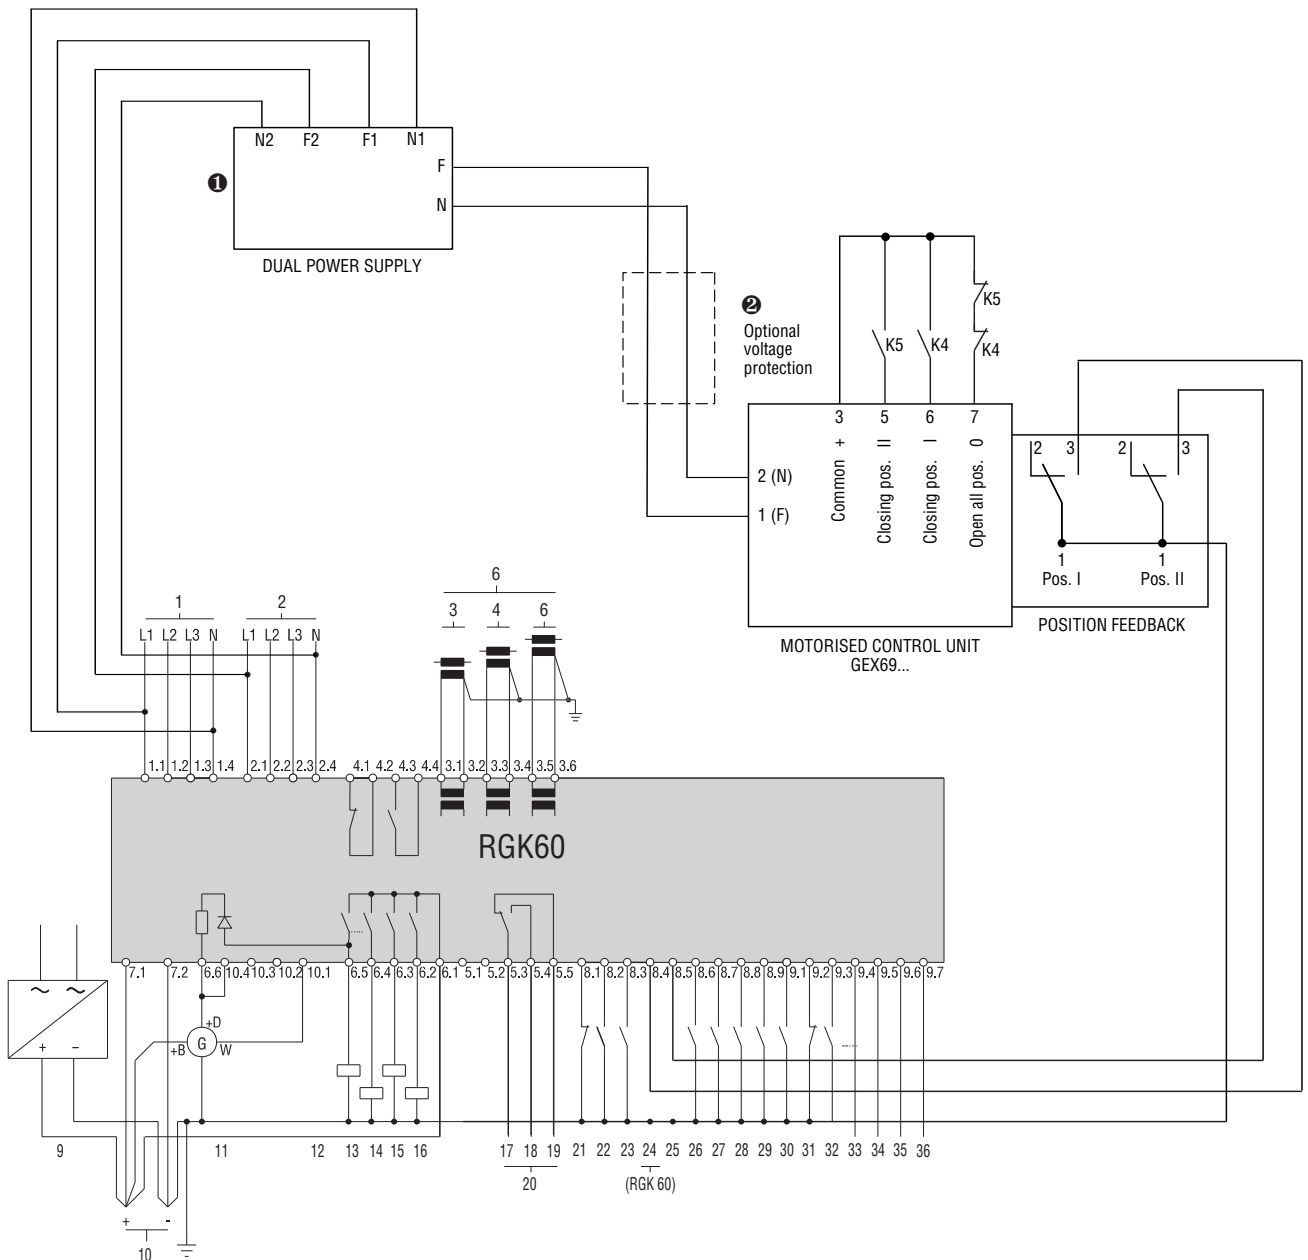 N2 F2 F1 N1
F
❶
N
DUAL POWER SUPPLY
❷
Optional
voltage
protection
K5
K5 K4 K4
3 5 6 7
Common +
Closing pos. II
Closing pos. I
Open all pos. 0
2 (N)
1 (F)
2 3 2 3
1 1
Pos. I Pos. II
POSITION FEEDBACK
MOTORISED CONTROL UNIT
GEX69...
6
1 2 3 4 6
L1 L2 L3 N L1 L2 L3 N
1.1 1.2 1.3 1.4 2.1 2.2 2.3 2.4 4.1 4.2 4.3 4.4 3.1 3.2 3.3 3.4 3.5 3.6
RGK60
7.1 7.2 6.6 10.4 10.3 10.2 10.1 6.5 6.4 6.3 6.2 6.1 5.1 5.2 5.3 5.4 5.5 8.1 8.2 8.3 8.4 8.5 8.6 8.7 8.8 8.9 9.1 9.2 9.3 9.4 9.5 9.6 9.7
~ ~
+ −
+D
+B G W
9 11 12 13 14 15 16 17 18 19 21 22 23 24 25 26 27 28 29 30 31 32 33 34 35 36
20 (RGK 60)
+ -
10